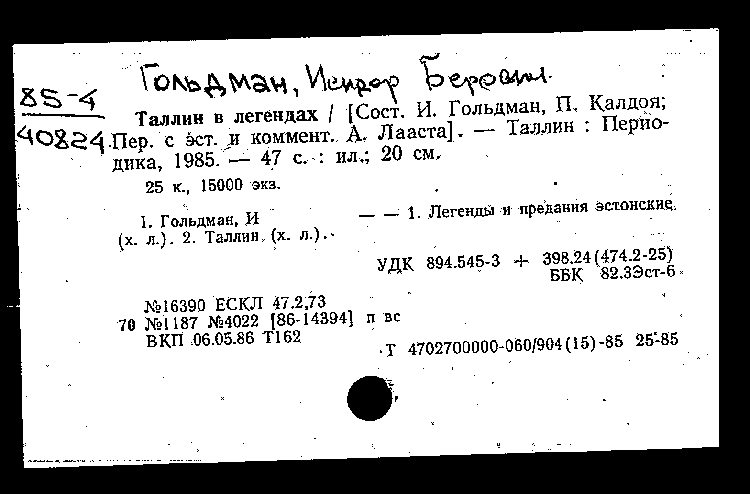 Гольдман, Исидор Берович.
85-4
40824
Таллин в легендах / [Сост. И. Гольдман, П. Калдоя;
Пер. с эст. и коммент. А. Лааста]. — Таллин : Перио-
дика, 1985. — 47 с. : ил.; 20 см.
25 к., 15000 экз.
1. Гольдман, И
(х. л.). 2. Таллин (х. л.).
— — 1. Легенды и предания эстонские.
УДК 894.545-3 + 398.24(474.2-25)
ББК 82.3Эст-6
№16390 ЕСКЛ 47.2,73
70 №1187 №4022 [86-14394] п вс
ВКП 06.05.86 Т162
Т 4702700000-060/904(15)-85 25-85